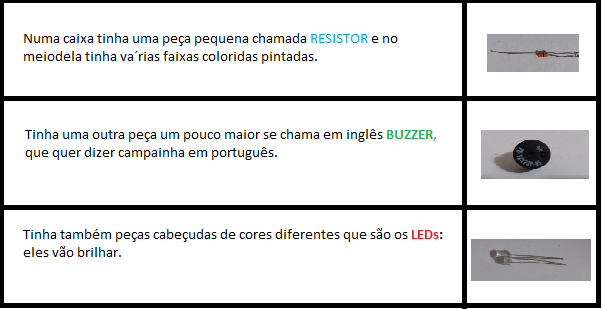 Numa caixa tinha uma peça pequena chamada RESISTOR e no
meiodela tinha va´rias faixas coloridas pintadas.
Tinha uma outra peça um pouco maior se chama em inglês BUZZER,
que quer dizer campainha em português.
Tinha também peças cabeçudas de cores diferentes que são os LEDs:
eles vão brilhar.